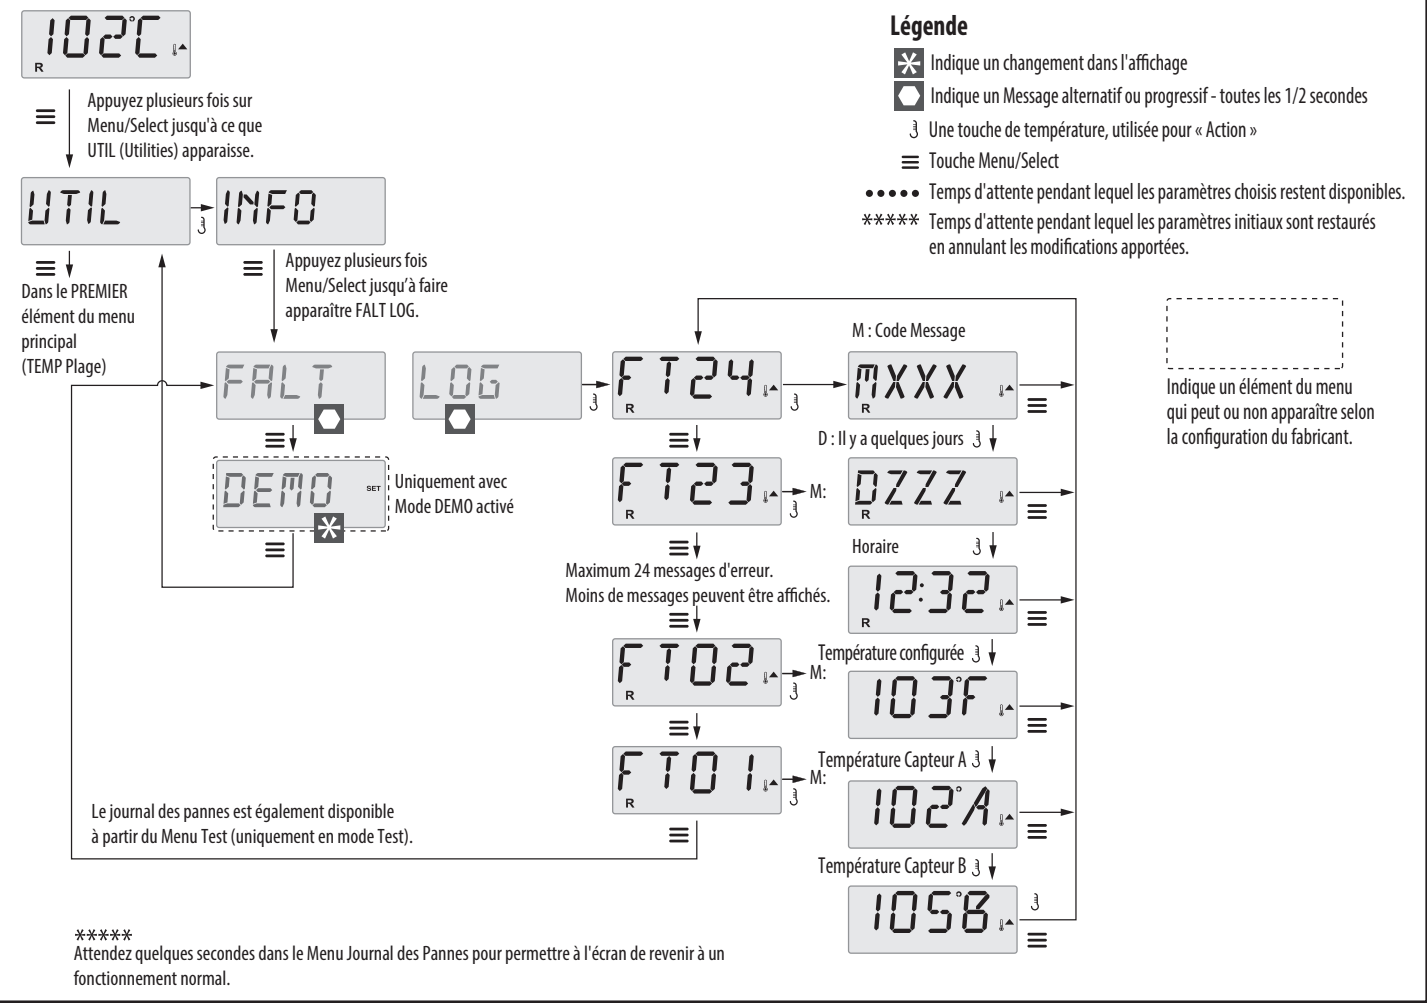 102°C
R
Appuyez plusieurs fois sur
Menu/Select jusqu'à ce que
UTIL (Utilities) apparaisse.
Légende
Indique un changement dans l'affichage
Indique un Message alternatif ou progressif - toutes les 1/2 secondes
Une touche de température, utilisée pour « Action »
Touche Menu/Select
••••• Temps d'attente pendant lequel les paramètres choisis restent disponibles.
***** Temps d'attente pendant lequel les paramètres initiaux sont restaurés
en annulant les modifications apportées.
UTIL
INFO
Dans le PREMIER
élément du menu
principal
(TEMP Plage)
Appuyez plusieurs fois
Menu/Select jusqu'à faire
apparaître FALT LOG.
Indique un élément du menu
qui peut ou non apparaître selon
la configuration du fabricant.
FALT
LOG
FT24
R
M : Code Message
MXXX
R
DEMO
SET
Uniquement avec
Mode DEMO activé
FT23
R
M:
D : Il y a quelques jours
DZZZ
R
Maximum 24 messages d'erreur.
Moins de messages peuvent être affichés.
Horaire
12:32
R
FT02
R
M:
Température configurée
103°F
FT01
R
M:
Température Capteur A
102°A
Température Capteur B
105°B
Le journal des pannes est également disponible
à partir du Menu Test (uniquement en mode Test).
*****
Attendez quelques secondes dans le Menu Journal des Pannes pour permettre à l'écran de revenir à un
fonctionnement normal.